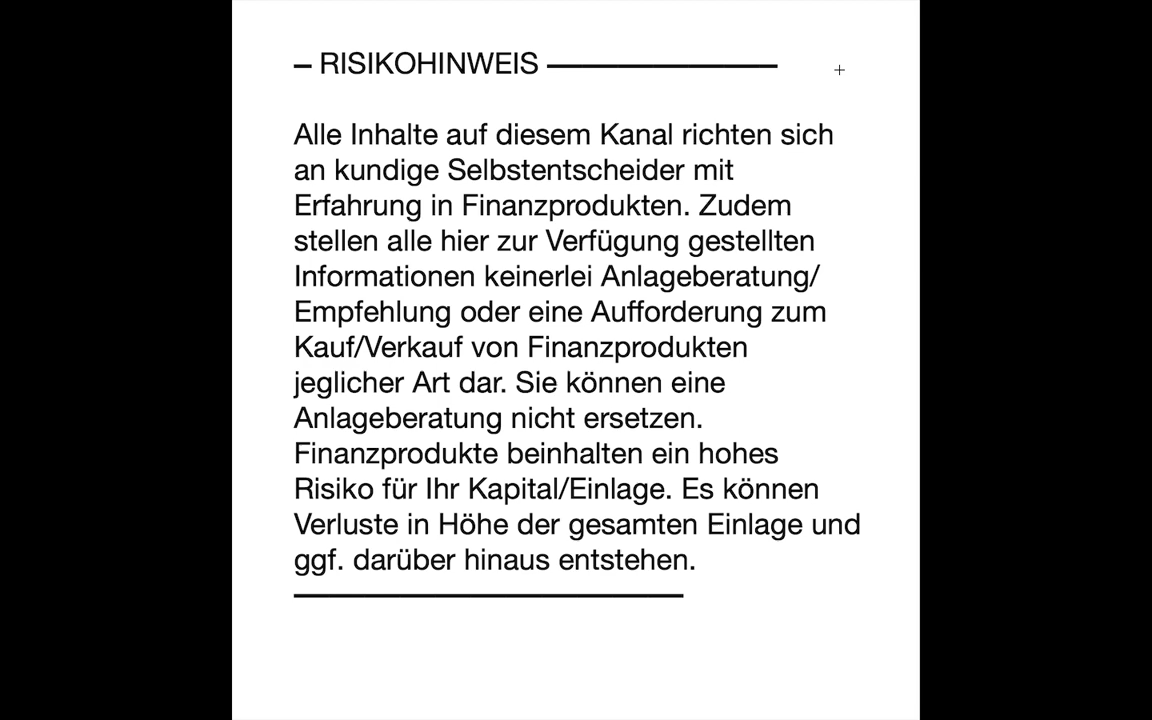 – RISIKOHINWEIS ————————
Alle Inhalte auf diesem Kanal richten sich
an kundige Selbstentscheider mit
Erfahrung in Finanzprodukten. Zudem
stellen alle hier zur Verfügung gestellten
Informationen keinerlei Anlageberatung/
Empfehlung oder eine Aufforderung zum
Kauf/Verkauf von Finanzprodukten
jeglicher Art dar. Sie können eine
Anlageberatung nicht ersetzen.
Finanzprodukte beinhalten ein hohes
Risiko für Ihr Kapital/Einlage. Es können
Verluste in Höhe der gesamten Einlage und
ggf. darüber hinaus entstehen.